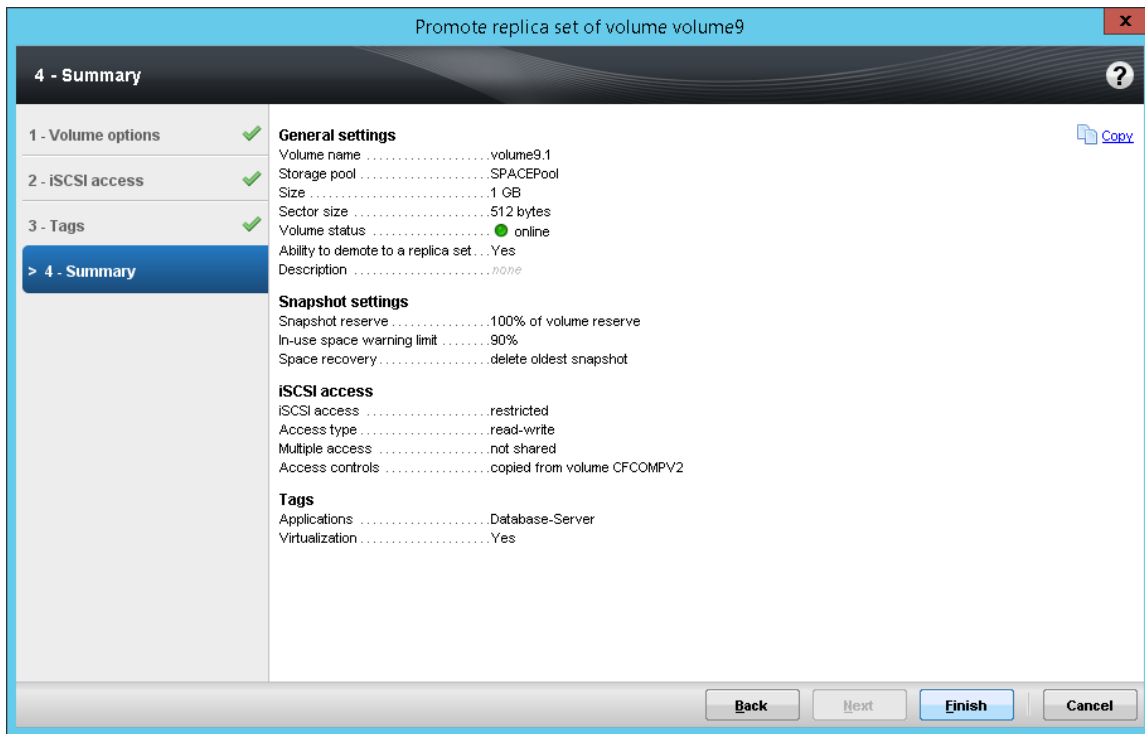 Promote replica set of volume volume9
x
4 - Summary
?
1 - Volume options
2 - iSCSI access
3 - Tags
> 4 - Summary
Copy
General settings
Volume name ....................volume9.1
Storage pool ....................SPACEPool
Size ............................1 GB
Sector size .....................512 bytes
Volume status .................. online
Ability to demote to a replica set...Yes
Description .....................none
Snapshot settings
Snapshot reserve ................100% of volume reserve
In-use space warning limit ........90%
Space recovery..................delete oldest snapshot
iSCSI access
iSCSI access ....................restricted
Access type .....................read-write
Multiple access .................not shared
Access controls .................copied from volume CFCOMPV2
Tags
Applications .....................Database-Server
Virtualization.....................Yes
Back
Next
Finish
Cancel